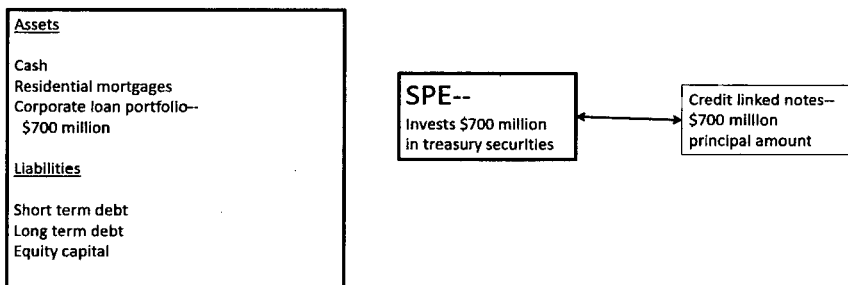 Assets
Cash
Residential mortgages
Corporate loan portfolio--
$700 million
Liabilities
Short term debt
Long term debt
Equity capital
SPE--
Invests $700 million
in treasury securities
Credit linked notes--
$700 million
principal amount